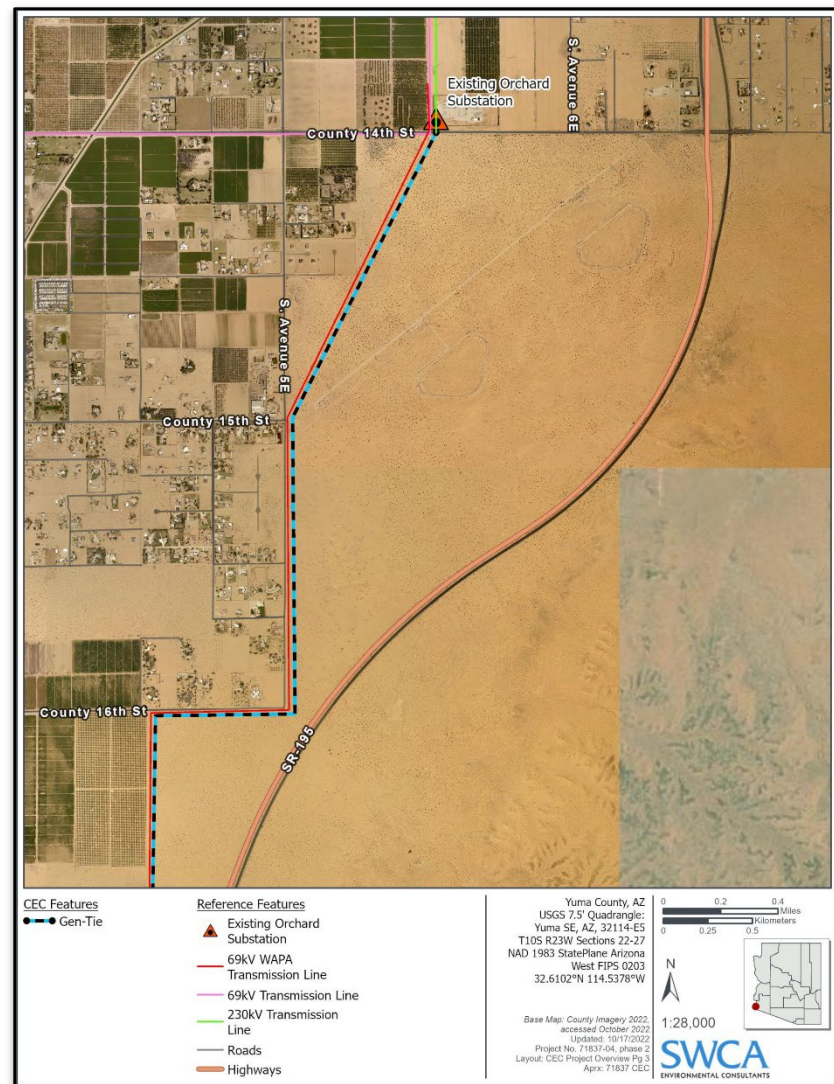 S. Avenue 6E
Existing Orchard
Substation
County 14th St
S. Avenue 5E
County 15th St
County 16th St
SR-195
CEC Features
Gen-Tie
Reference Features
Existing Orchard
Substation
69kV WAPA
Transmission Line
69kV Transmission Line
230kV Transmission
Line
Roads
Highways
Yuma County, AZ
USGS 7.5' Quadrangle:
Yuma SE, AZ, 32114-E5
T10S R23W Sections 22-27
NAD 1983 StatePlane Arizona
West FIPS 0203
32.6102°N 114.5378°W
Base Map: County Imagery 2022,
accessed October 2022
Updated: 10/17/2022
Project No. 71837-04, phase 2
Layout: CEC Project Overview Pg 3
Aprx: 71837 CEC
0 0.2 0.4
Miles
Kilometers
0 0.25 0.5
N
1:28,000
SWCA
ENVIRONMENTAL CONSULTANTS